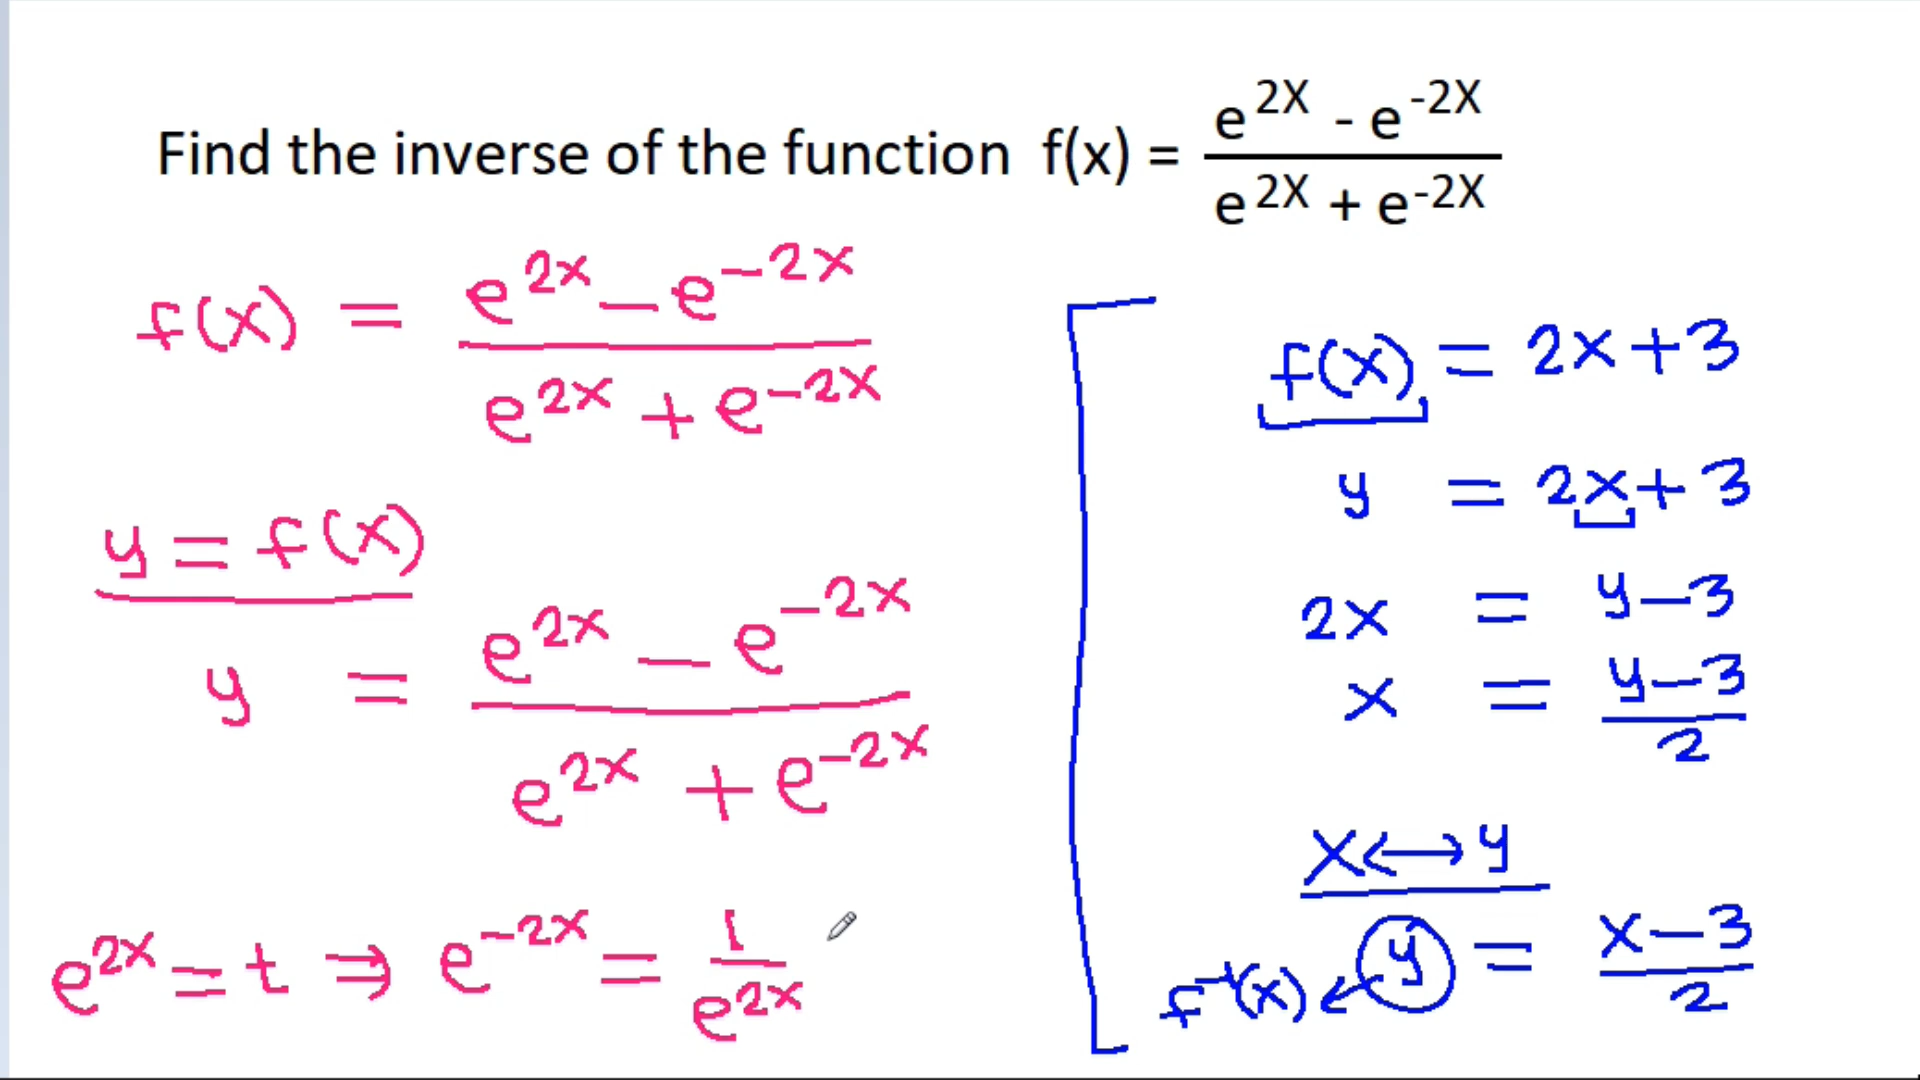 Find the inverse of the function f(x) = (e^2X - e^-2X) / (e^2X + e^-2X)
f(x) = (e^2x - e^-2x) / (e^2x + e^-2x)
y = f(x)
y = (e^2x - e^-2x) / (e^2x + e^-2x)
e^2x = t ⇒ e^-2x = 1/e^2x
f(x) = 2x+3
y = 2x+3
2x = y-3
x = (y-3)/2
x ⟷ y
f^-1(x) ← y = (x-3)/2